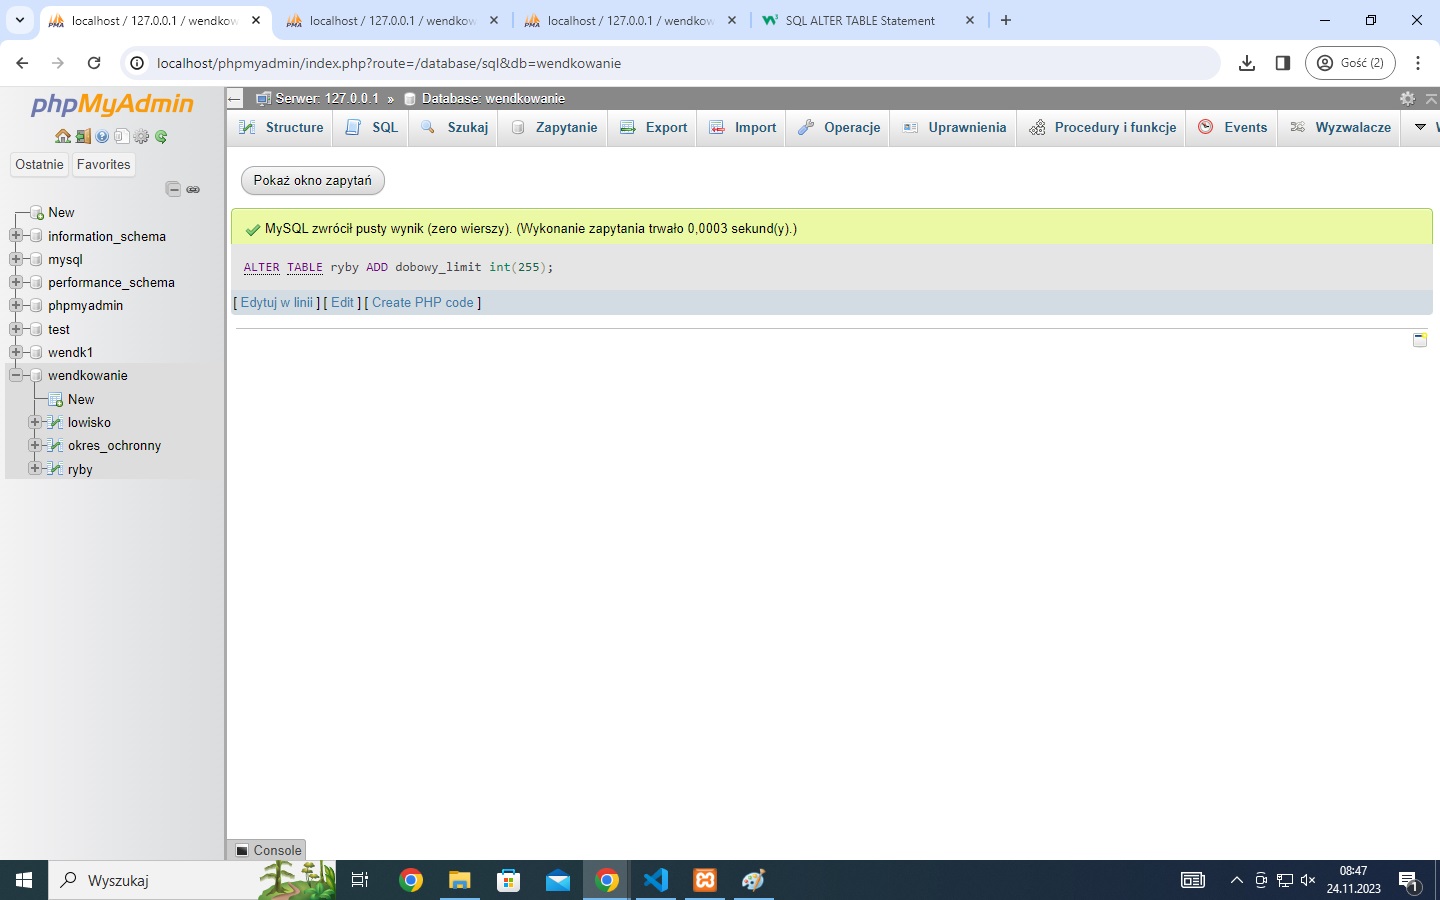 localhost / 127.0.0.1 / wendkow
localhost / 127.0.0.1 / wendkow
localhost / 127.0.0.1 / wendkow
SQL ALTER TABLE Statement
localhost/phpmyadmin/index.php?route=/database/sql&db=wendkowanie
Gość (2)
phpMyAdmin
Ostatnie
Favorites
New
information_schema
mysql
performance_schema
phpmyadmin
test
wendk1
wendkowanie
New
lowisko
okres_ochronny
ryby
Serwer: 127.0.0.1 » Database: wendkowanie
Structure
SQL
Szukaj
Zapytanie
Export
Import
Operacje
Uprawnienia
Procedury i funkcje
Events
Wyzwalacze
Pokaż okno zapytań
MySQL zwrócił pusty wynik (zero wierszy). (Wykonanie zapytania trwało 0,0003 sekund(y).)
ALTER TABLE ryby ADD dobowy_limit int(255);
[ Edytuj w linii ] [ Edit ] [ Create PHP code ]
Console
Wyszukaj
08:47
24.11.2023
1